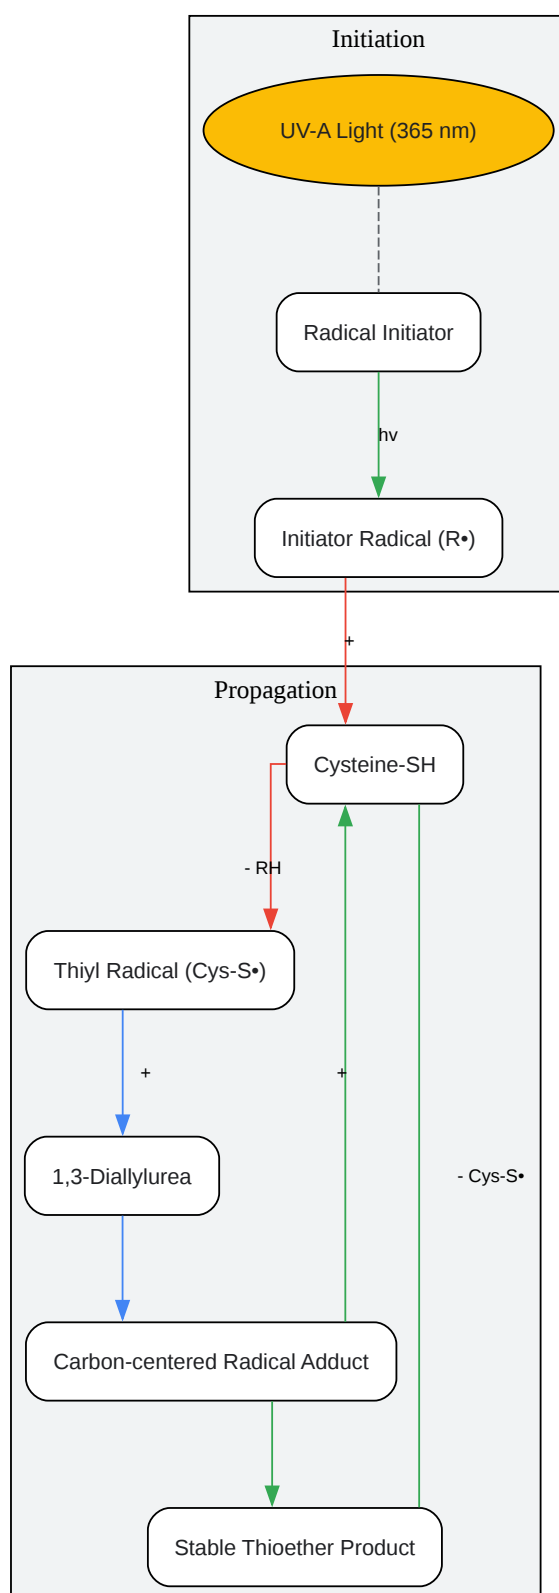 Initiation
UV-A Light (365 nm)
Radical Initiator
hv
Initiator Radical (R•)
+
Propagation
Cysteine-SH
- RH
Thiyl Radical (Cys-S•)
+
+
1,3-Diallylurea
- Cys-S•
Carbon-centered Radical Adduct
Stable Thioether Product